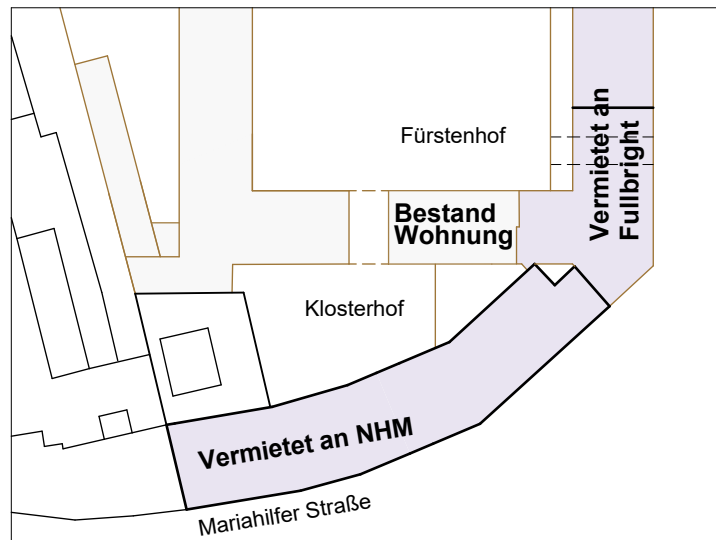 Fürstenhof
Vermietet an
Fullbright
Bestand
Wohnung
Klosterhof
Vermietet an NHM
Mariahilfer Straße